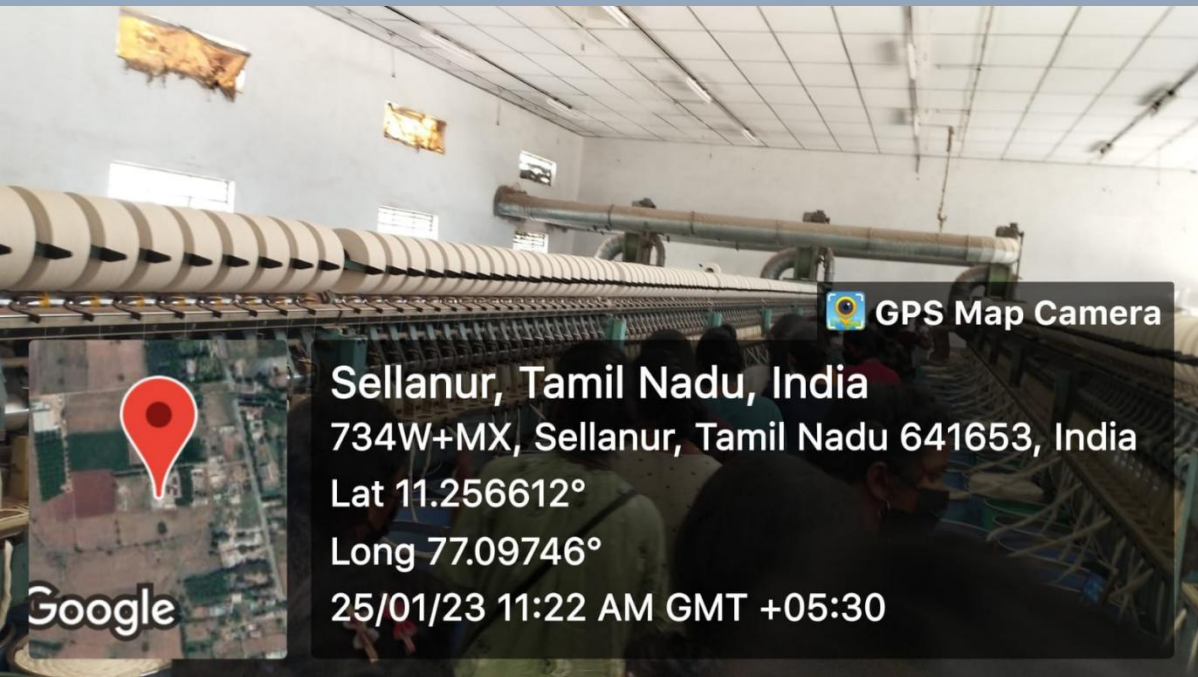 GPS Map Camera
Sellanur, Tamil Nadu, India
734W+MX, Sellanur, Tamil Nadu 641653, India
Lat 11.256612°
Long 77.09746°
25/01/23 11:22 AM GMT +05:30
Google